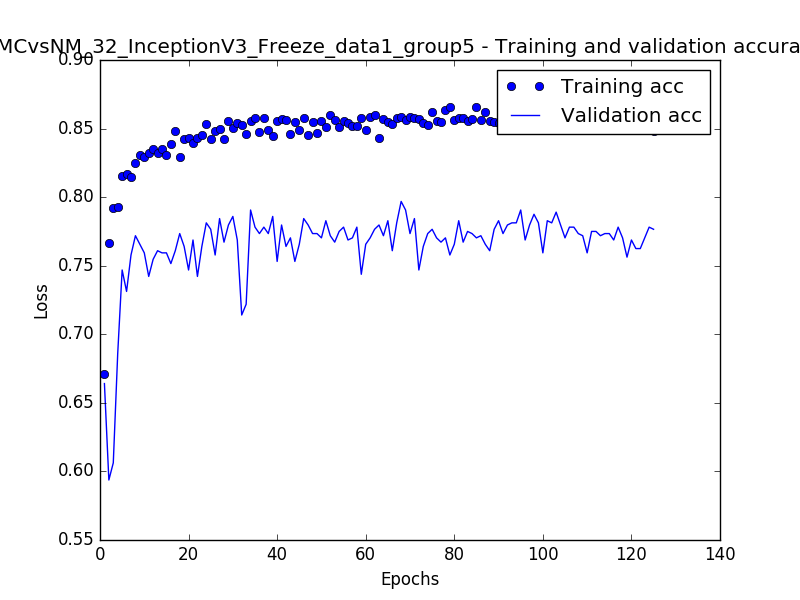 MCvsNM_32_InceptionV3_Freeze_data1_group5 - Training and validation accura
0.90
Training acc
Validation acc
0.85
0.80
0.75
0.70
0.65
0.60
0.55
Loss
0 20 40 60 80 100 120 140
Epochs